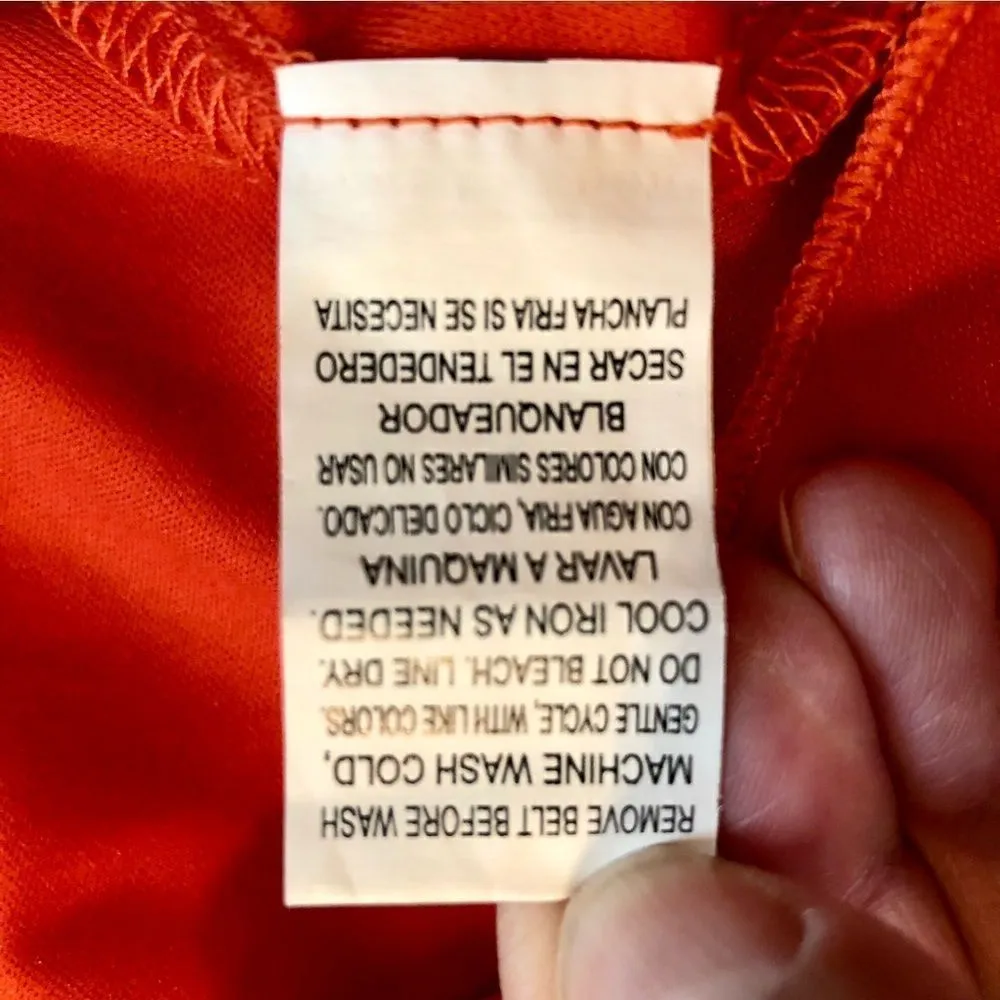 REMOVE BELT BEFORE WASH
MACHINE WASH COLD,
GENTLE CYCLE, WITH LIKE COLORS.
DO NOT BLEACH. LINE DRY.
COOL IRON AS NEEDED.
LAVAR A MAQUINA
CON AGUA FRIA, CICLO DELICADO.
CON COLORES SIMILARES NO USAR
BLANQUEADOR
SECAR EN EL TENDEDERO
PLANCHA FRIA SI SE NECESITA